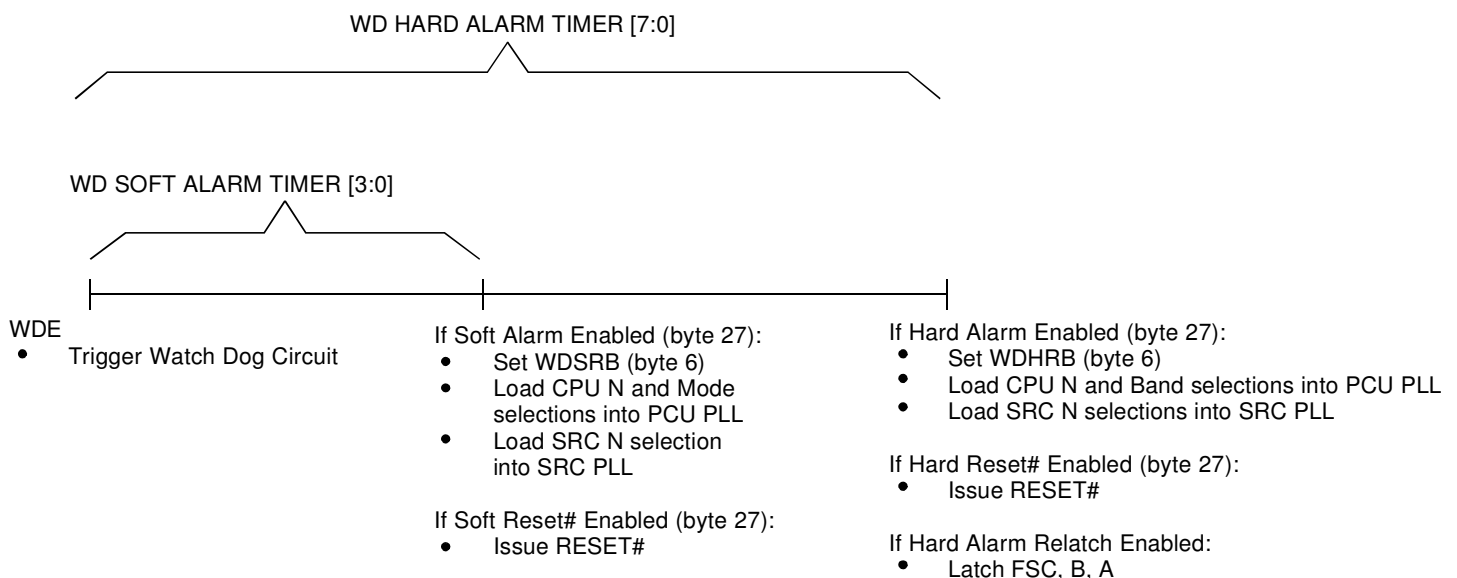 WD HARD ALARM TIMER [7:0]
WD SOFT ALARM TIMER [3:0]
WDE
• Trigger Watch Dog Circuit
If Soft Alarm Enabled (byte 27):
• Set WDSRB (byte 6)
• Load CPU N and Mode
selections into PCU PLL
• Load SRC N selection
into SRC PLL
If Soft Reset# Enabled (byte 27):
• Issue RESET#
If Hard Alarm Enabled (byte 27):
• Set WDHRB (byte 6)
• Load CPU N and Band selections into PCU PLL
• Load SRC N selections into SRC PLL
If Hard Reset# Enabled (byte 27):
• Issue RESET#
If Hard Alarm Relatch Enabled:
• Latch FSC, B, A